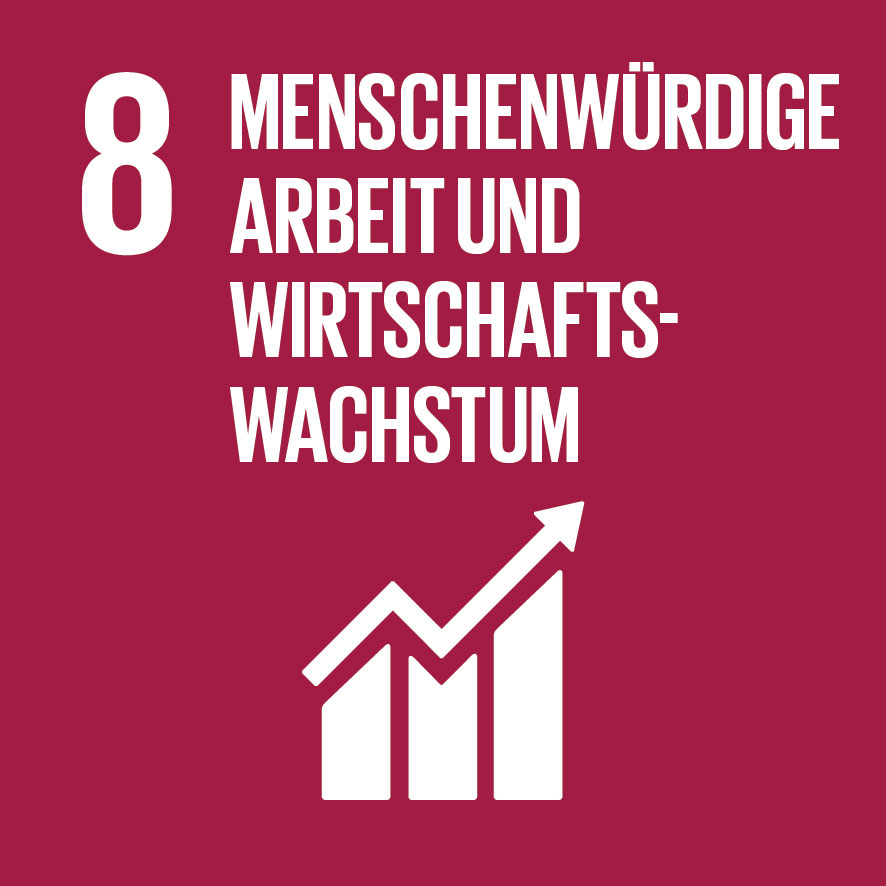 8 MENSCHENWÜRDIGE
ARBEIT UND
WIRTSCHAFTS-
WACHSTUM